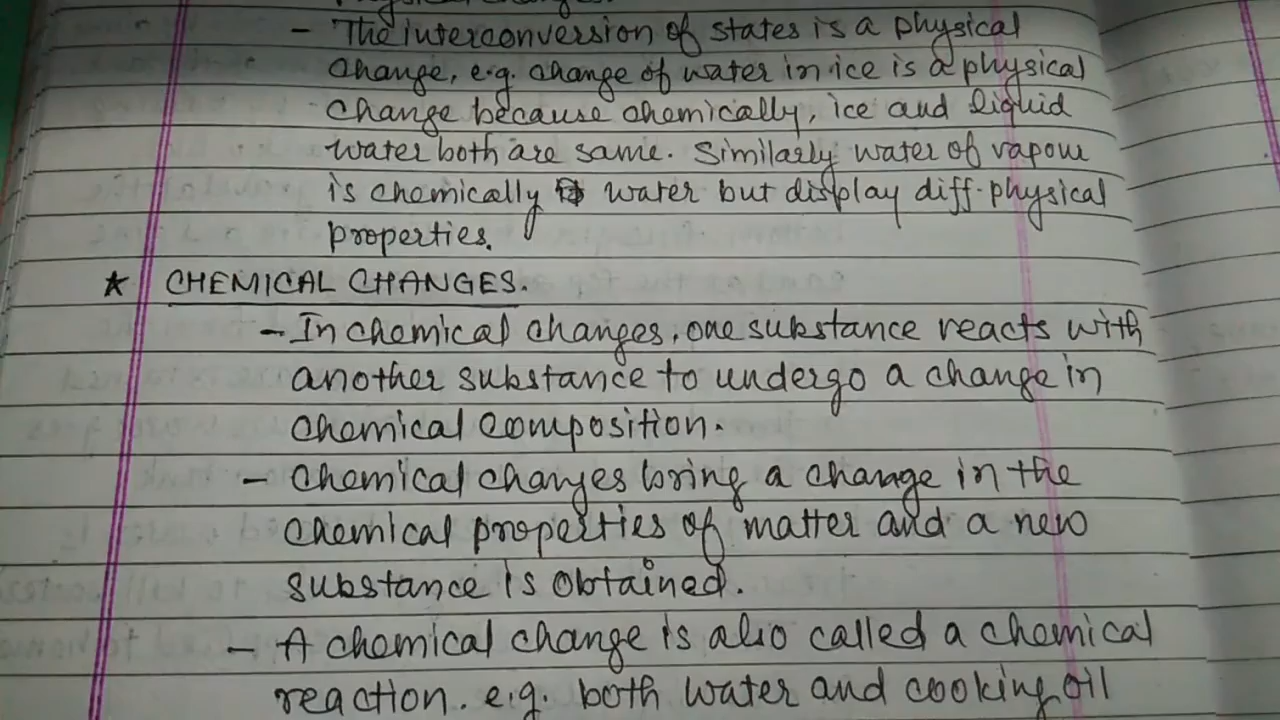 - The interconversion of states is a physical
change, e.g. change of water in ice is a physical
change because chemically, ice and liquid
water both are same. Similarly water of vapour
is chemically water but display diff. physical
properties.
★ CHEMICAL CHANGES.
- In chemical changes, one substance reacts with
another substance to undergo a change in
chemical composition.
- Chemical changes bring a change in the
chemical properties of matter and a new
substance is obtained.
- A chemical change is also called a chemical
reaction. e.g. both water and cooking oil